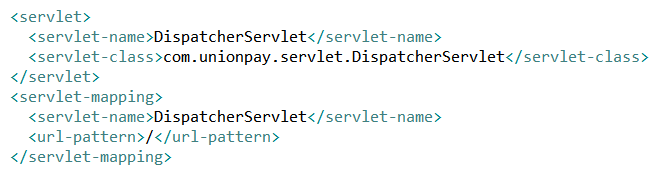 <servlet>
  <servlet-name>DispatcherServlet</servlet-name>
  <servlet-class>com.unionpay.servlet.DispatcherServlet</servlet-class>
</servlet>
<servlet-mapping>
  <servlet-name>DispatcherServlet</servlet-name>
  <url-pattern>/</url-pattern>
</servlet-mapping>